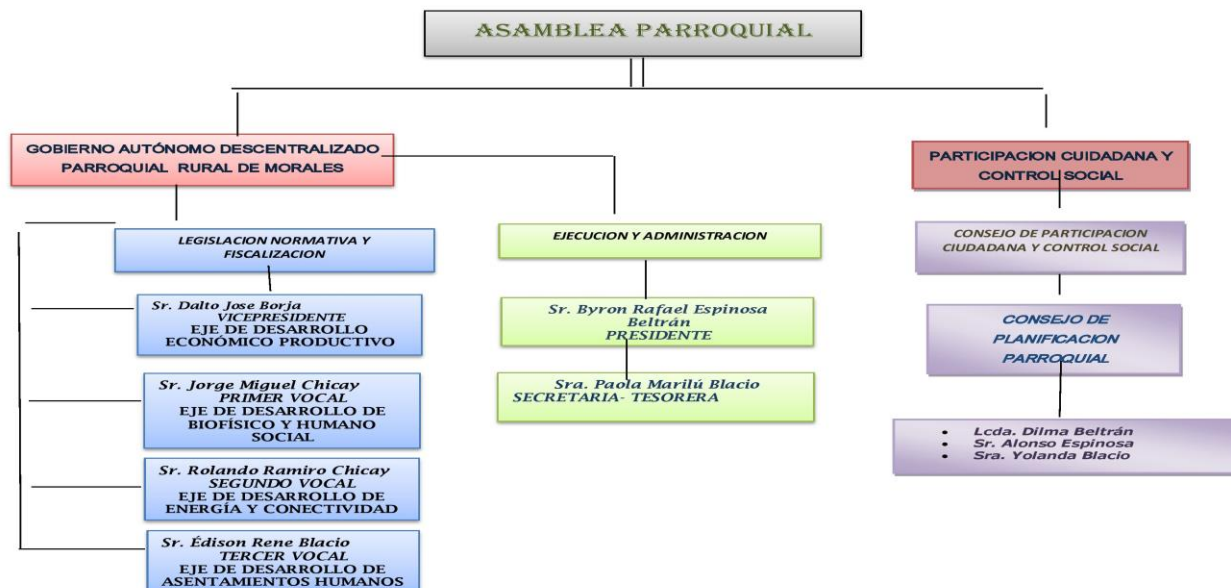 ASAMBLEA PARROQUIAL
GOBIERNO AUTÓNOMO DESCENTRALIZADO
PARROQUIAL RURAL DE MORALES
PARTICIPACION CUIDADANA Y
CONTROL SOCIAL
LEGISLACION NORMATIVA Y
FISCALIZACION
Sr. Dalto Jose Borja
VICEPRESIDENTE
EJE DE DESARROLLO
ECONÓMICO PRODUCTIVO
Sr. Jorge Miguel Chicay
PRIMER VOCAL
EJE DE DESARROLLO DE
BIOFÍSICO Y HUMANO
SOCIAL
Sr. Rolando Ramiro Chicay
SEGUNDO VOCAL
EJE DE DESARROLLO DE
ENERGÍA Y CONECTIVIDAD
Sr. Édison Rene Blacio
TERCER VOCAL
EJE DE DESARROLLO DE
ASENTAMIENTOS HUMANOS
EJECUCION Y ADMINISTRACION
Sr. Byron Rafael Espinosa
Beltrán
PRESIDENTE
Sra. Paola Marilú Blacio
SECRETARIA- TESORERA
CONSEJO DE PARTICIPACION
CIUDADANA Y CONTROL SOCIAL
CONSEJO DE
PLANIFICACION
PARROQUIAL
• Lcda. Dilma Beltrán
• Sr. Alonso Espinosa
• Sra. Yolanda Blacio